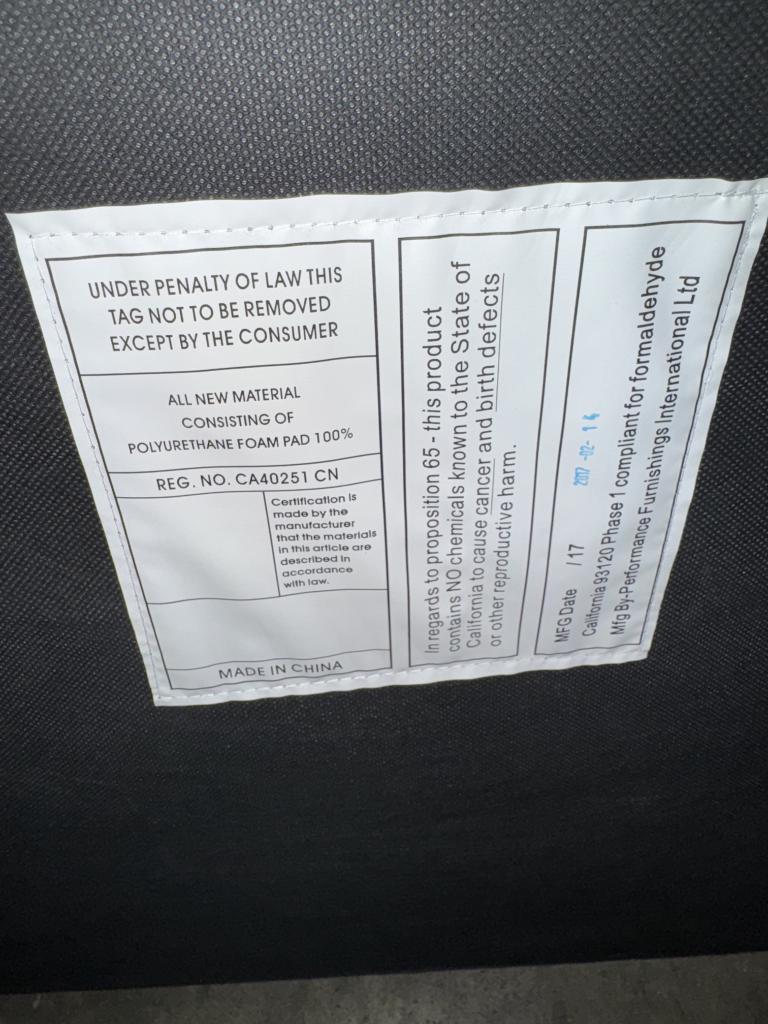 UNDER PENALTY OF LAW THIS
TAG NOT TO BE REMOVED
EXCEPT BY THE CONSUMER
ALL NEW MATERIAL
CONSISTING OF
POLYURETHANE FOAM PAD 100%
REG. NO. CA40251 CN
Certification is
made by the
manufacturer
that the materials
in this article are
described in
accordance
with law.
MADE IN CHINA
In regards to proposition 65 - this product
contains NO chemicals known to the State of
California to cause cancer and birth defects
or other reproductive harm.
MFG Date / 17 2017 -02- 14
California 93120 Phase 1 compliant for formaldehyde
Mfg By-Performance Furnishings International Ltd